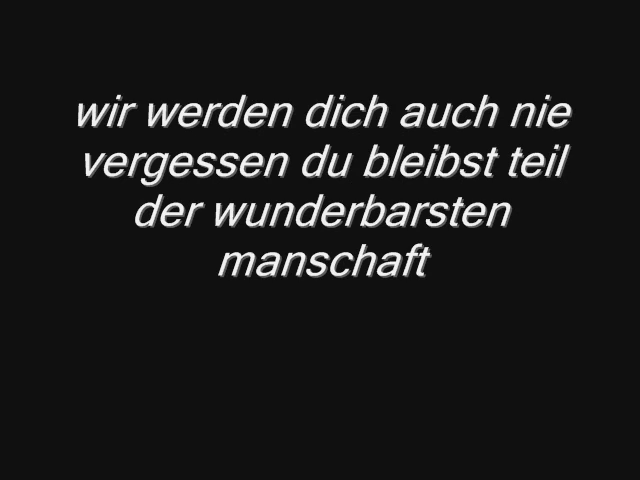 wir werden dich auch nie
vergessen du bleibst teil
der wunderbarsten
manschaft